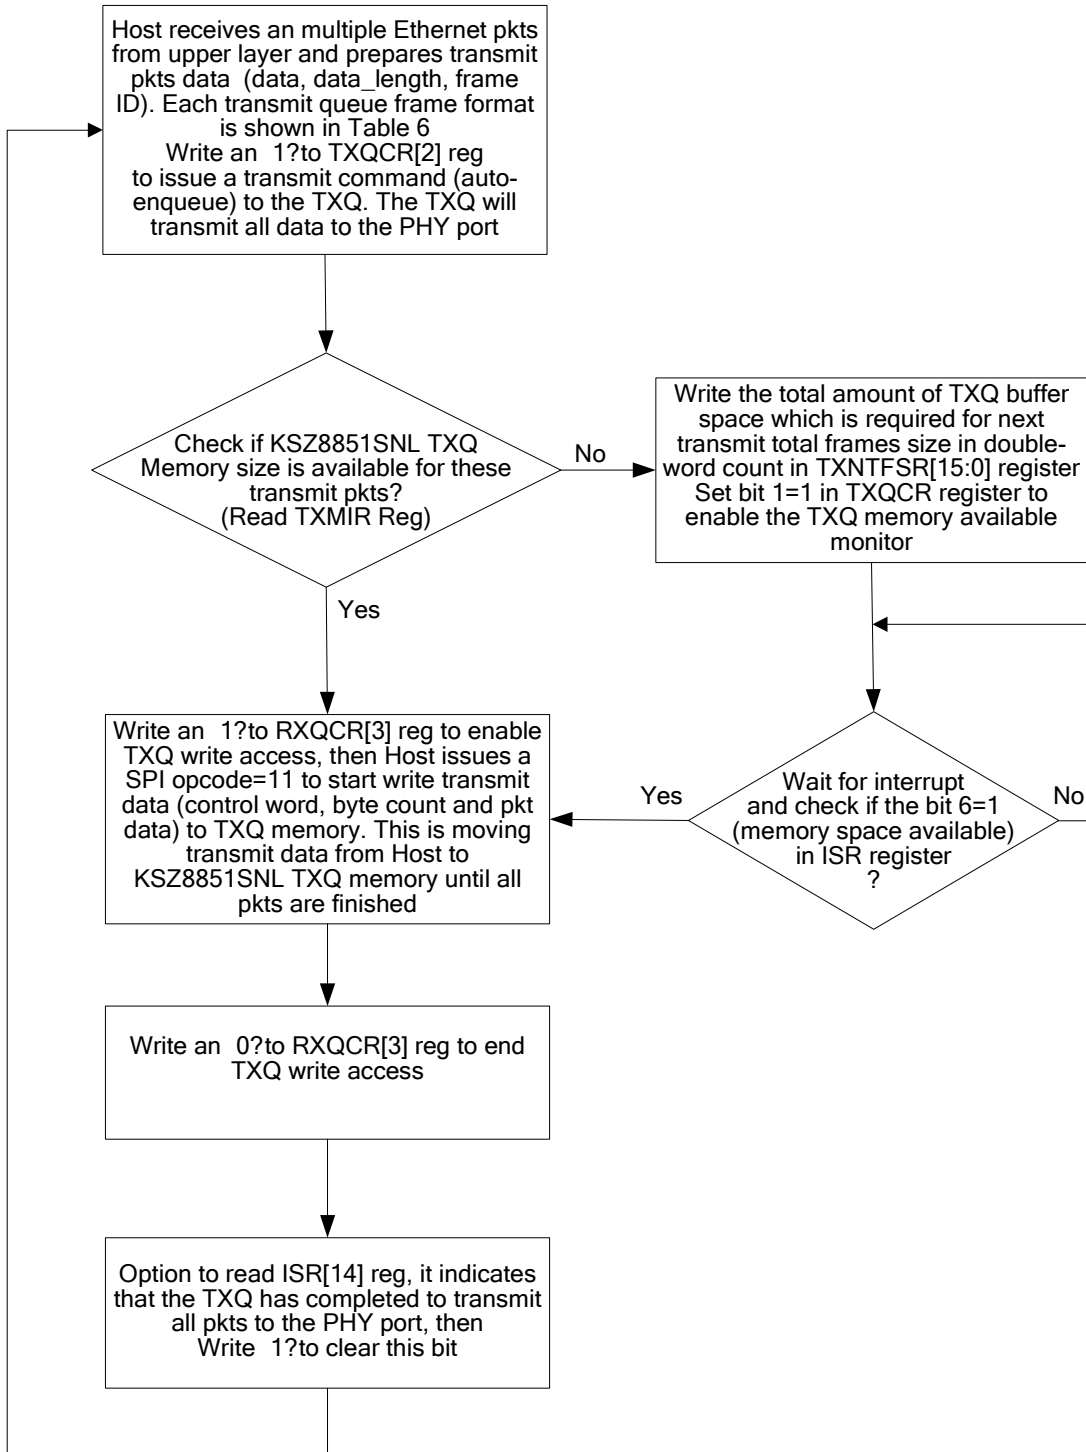 Host receives an multiple Ethernet pkts
from upper layer and prepares transmit
pkts data (data, data_length, frame
ID). Each transmit queue frame format
is shown in Table 6
Write an 1?to TXQCR[2] reg
to issue a transmit command (auto-
enqueue) to the TXQ. The TXQ will
transmit all data to the PHY port
Check if KSZ8851SNL TXQ
Memory size is available for these
transmit pkts?
(Read TXMIR Reg)
No
Write the total amount of TXQ buffer
space which is required for next
transmit total frames size in double-
word count in TXNTFSR[15:0] register
Set bit 1=1 in TXQCR register to
enable the TXQ memory available
monitor
Yes
Write an 1?to RXQCR[3] reg to enable
TXQ write access, then Host issues a
SPI opcode=11 to start write transmit
data (control word, byte count and pkt
data) to TXQ memory. This is moving
transmit data from Host to
KSZ8851SNL TXQ memory until all
pkts are finished
Yes
Wait for interrupt
and check if the bit 6=1
(memory space available)
in ISR register
?
No
Write an 0?to RXQCR[3] reg to end
TXQ write access
Option to read ISR[14] reg, it indicates
that the TXQ has completed to transmit
all pkts to the PHY port, then
Write 1?to clear this bit